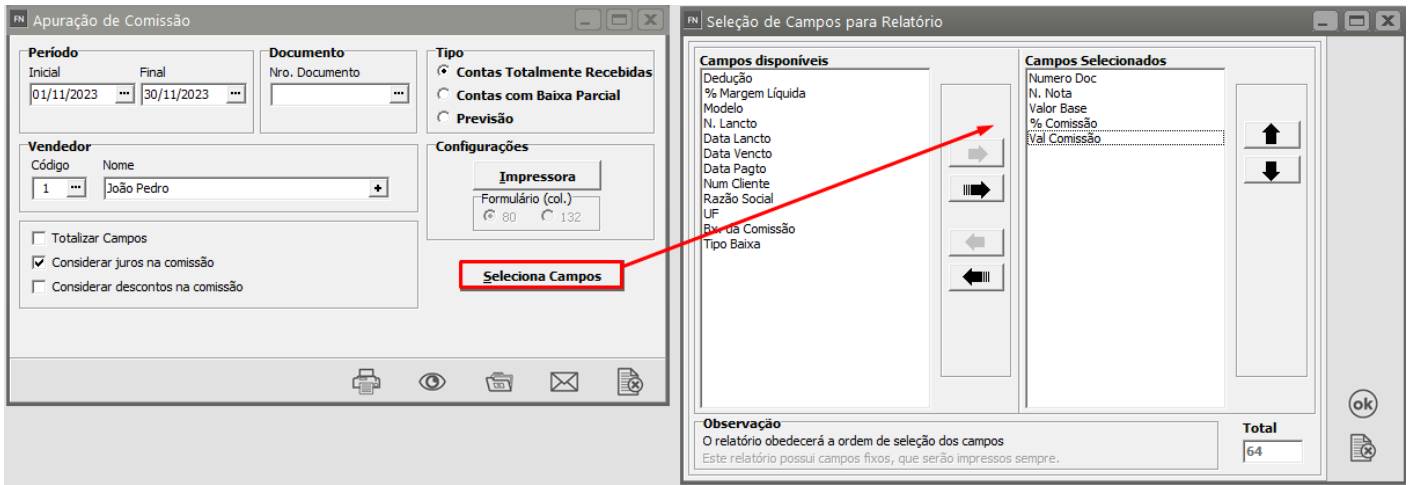 FN Apuração de Comissão
Período
Inicial Final
01/11/2023 ... 30/11/2023 ...
Documento
Nro. Documento
...
Tipo
Contas Totalmente Recebidas
Contas com Baixa Parcial
Previsão
Vendedor
Código Nome
1 ... João Pedro +
Configurações
Impressora
Formulário (col.)
80 132
Totalizar Campos
Considerar juros na comissão
Considerar descontos na comissão
Seleciona Campos
FN Seleção de Campos para Relatório
Campos disponíveis
Dedução
% Margem Líquida
Modelo
N. Lancto
Data Lancto
Data Vencto
Data Pagto
Num Cliente
Razão Social
UF
Bx. da Comissão
Tipo Baixa
Campos Selecionados
Numero Doc
N. Nota
Valor Base
% Comissão
Val Comissão
Observação
O relatório obedecerá a ordem de seleção dos campos
Este relatório possui campos fixos, que serão impressos sempre.
Total
64
ok